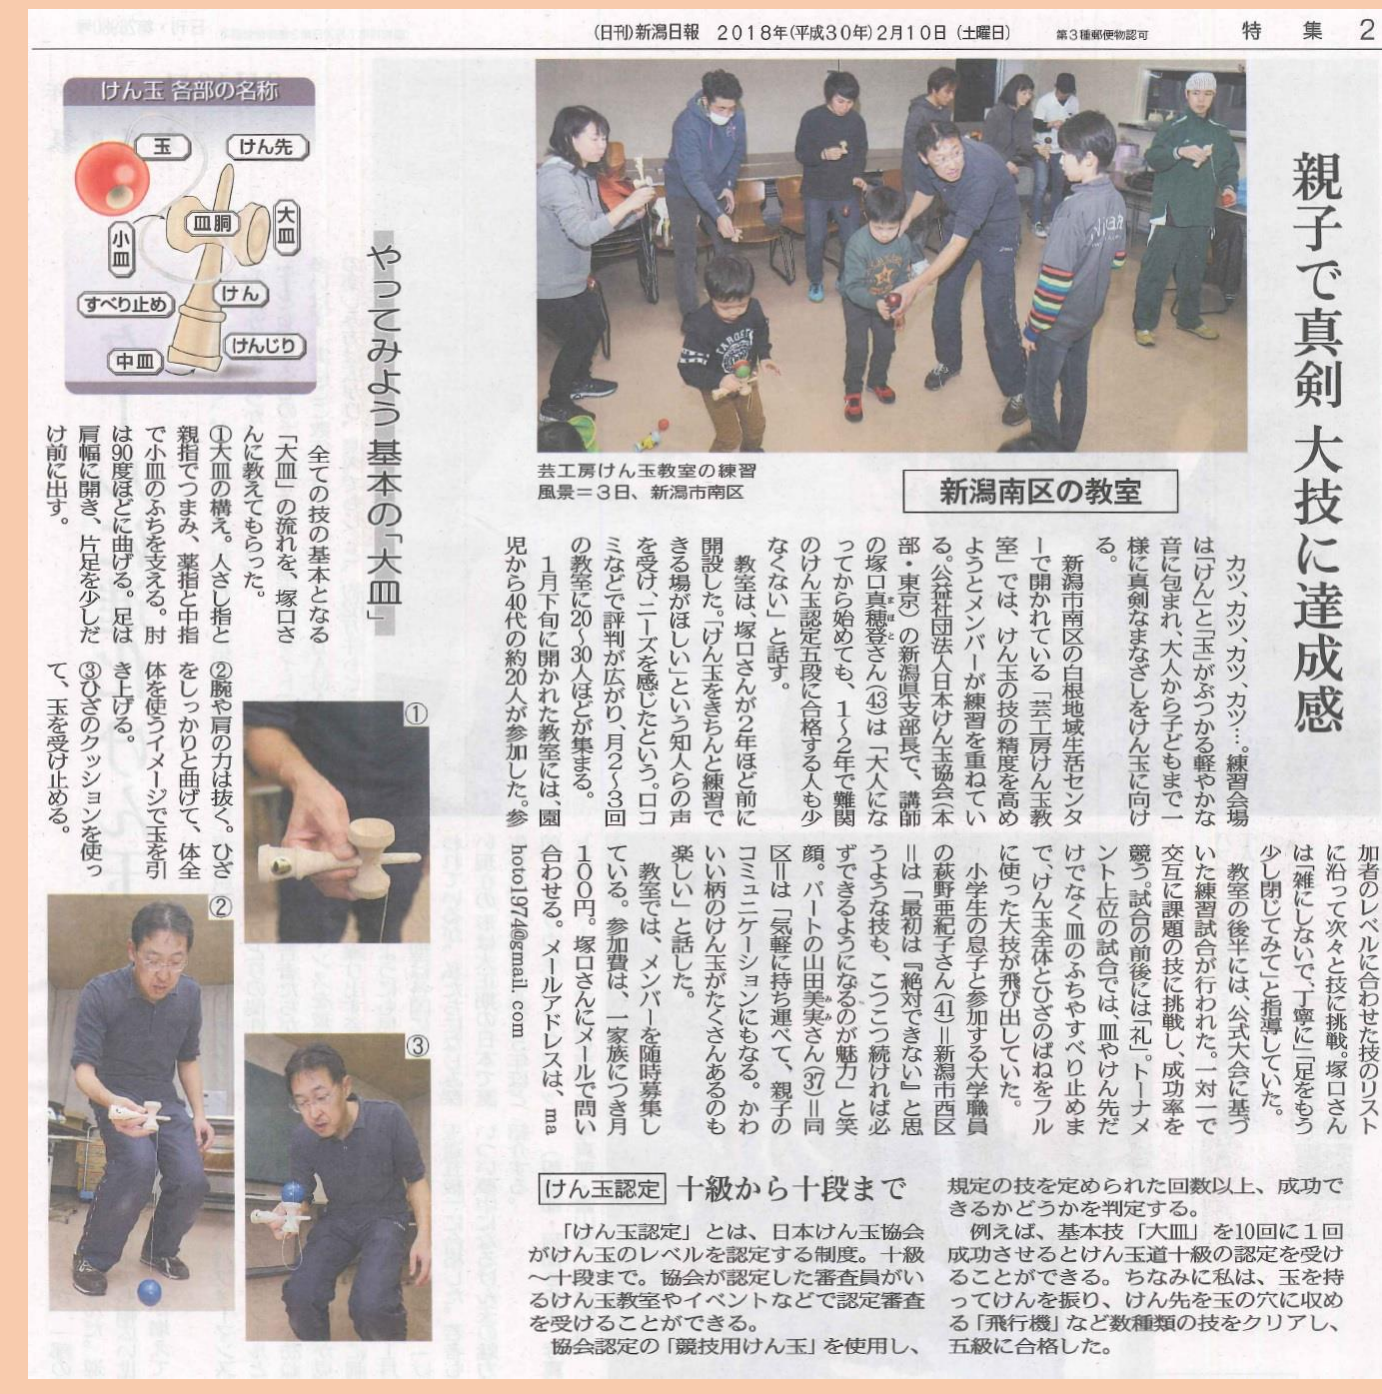 (日刊)新潟日報 2018年(平成30年)2月10日(土曜日)
第3種郵便物認可
特集 2
親子で真剣 大技に達成感
芸工房けん玉教室の練習
風景=3日、新潟市南区
新潟南区の教室
カツ、カツ、カツ、カツ…。練習会場
は「けん」と「玉」がぶつかる軽やかな
音に包まれ、大人から子どもまで一
様に真剣なまなざしをけん玉に向け
る。
新潟市南区の白根地域生活センタ
ーで開かれている「芸工房けん玉教
室」では、けん玉の技の精度を高め
ようとメンバーが練習を重ねてい
る。公益社団法人日本けん玉協会(本
部・東京)の新潟県支部長で、講師
の塚口真穂登さん(43)は「大人にな
ってから始めても、1~2年で難関
のけん玉認定五段に合格する人も少
なくない」と話す。
教室は、塚口さんが2年ほど前に
開設した。「けん玉をきちんと練習で
きる場がほしい」という知人らの声
を受け、ニーズを感じたという。口コ
ミなどで評判が広がり、月2~3回
の教室に20~30人ほどが集まる。
1月下旬に開かれた教室には、園
児から40代の約20人が参加した。参
加者のレベルに合わせた技のリスト
に沿って次々と技に挑戦。塚口さん
は「雑にしないで、丁寧に」「足をもう
少し閉じてみて」と指導していた。
教室の後半には、公式大会に基づ
いた練習試合が行われた。一対一で
交互に課題の技に挑戦し、成功率を
競う。試合の前後には「礼」。トーナメ
ント上位の試合では、皿やけん先だ
けでなく皿のふちやすべり止めま
で、けん玉全体とひざのばねをフル
に使った大技が飛び出していた。
小学生の息子と参加する大学職員
の萩野亜紀子さん(41)=新潟市西区
=は「最初は『絶対できない』と思
うような技も、こつこつ続ければ必
ずできるようになるのが魅力」と笑
顔。パートの山田美実さん(37)=同
区=は「気軽に持ち運べて、親子の
コミュニケーションにもなる。かわ
いい柄のけん玉がたくさんあるのも
楽しい」と話した。
教室では、メンバーを随時募集し
ている。参加費は、一家族につき月
100円。塚口さんにメールで問い
合わせる。メールアドレスは、ma
hoto1974@gmail.com
けん玉認定 十級から十段まで
「けん玉認定」とは、日本けん玉協会
がけん玉のレベルを認定する制度。十級
~十段まで。協会が認定した審査員がい
るけん玉教室やイベントなどで認定審査
を受けることができる。
協会認定の「競技用けん玉」を使用し、
規定の技を定められた回数以上、成功で
きるかどうかを判定する。
例えば、基本技「大皿」を10回に1回
成功させるとけん玉道十級の認定を受け
ることができる。ちなみに私は、玉を持
ってけんを振り、けん先を玉の穴に収め
る「飛行機」など数種類の技をクリアし、
五級に合格した。
やってみよう 基本の「大皿」
けん玉 各部の名称
玉
けん先
大皿
皿胴
小皿
けん
すべり止め
けんじり
中皿
全ての技の基本となる
「大皿」の流れを、塚口さ
んに教えてもらった。
①大皿の構え。人さし指と
親指でつまみ、薬指と中指
で小皿のふちを支える。肘
は90度ほどに曲げる。足は
肩幅に開き、片足を少しだ
け前に出す。
②腕や肩の力は抜く。ひざ
をしっかりと曲げて、体全
体を使うイメージで玉を引
き上げる。
③ひざのクッションを使っ
て、玉を受け止める。
①
②
③